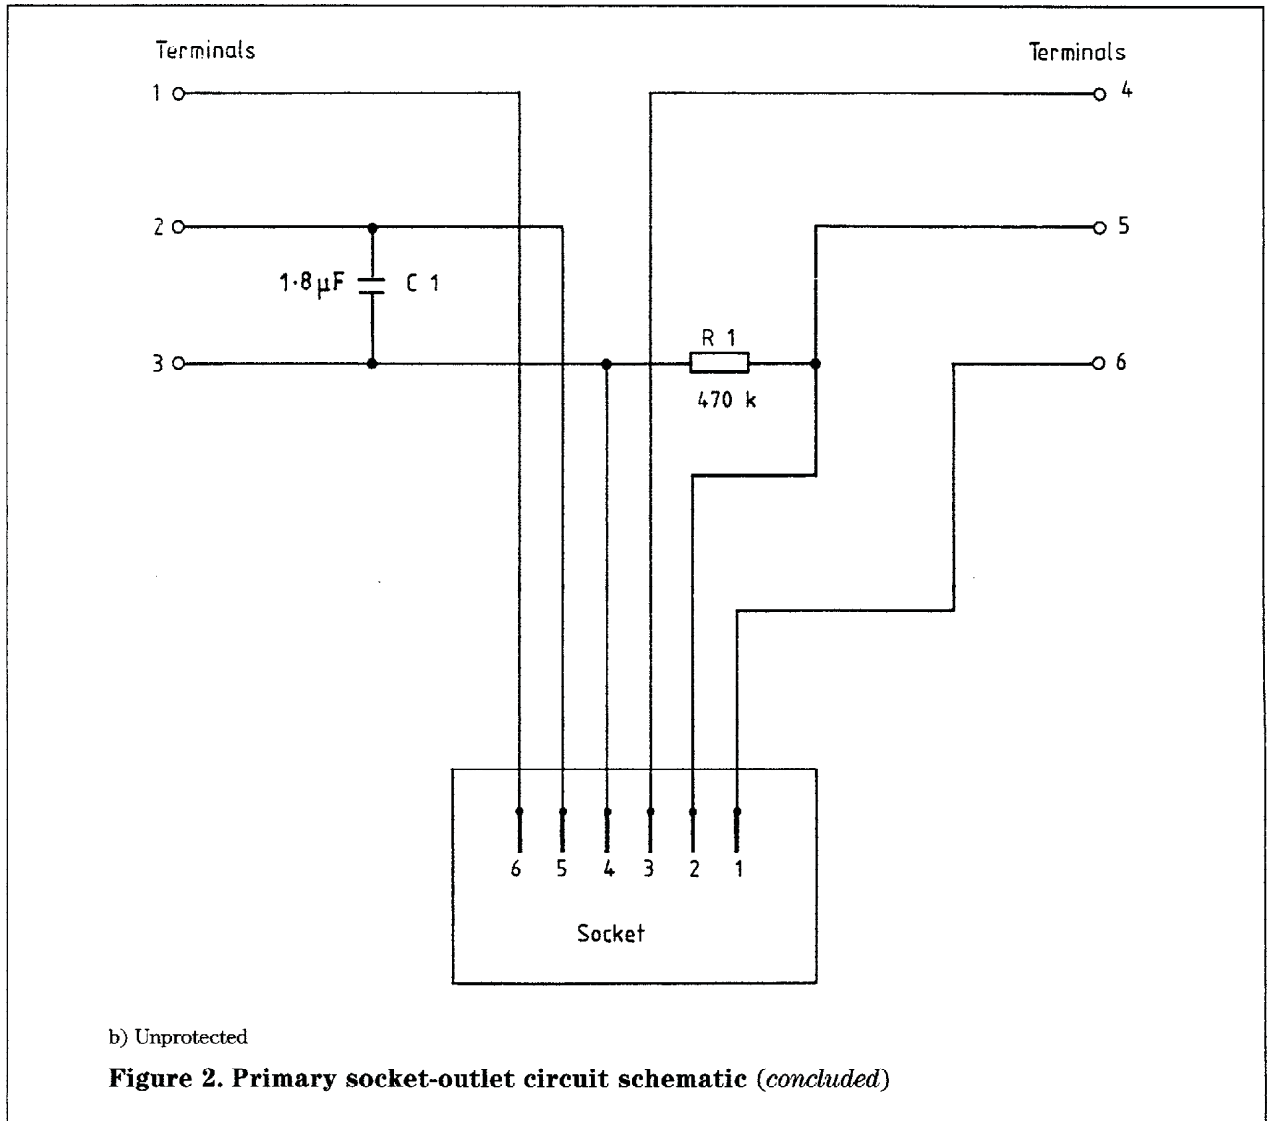 Terminals Terminals
1 4
2 5
1·8 µF C 1
R 1
3 6
470 k
6 5 4 3 2 1
Socket
b) Unprotected
Figure 2. Primary socket-outlet circuit schematic (concluded)